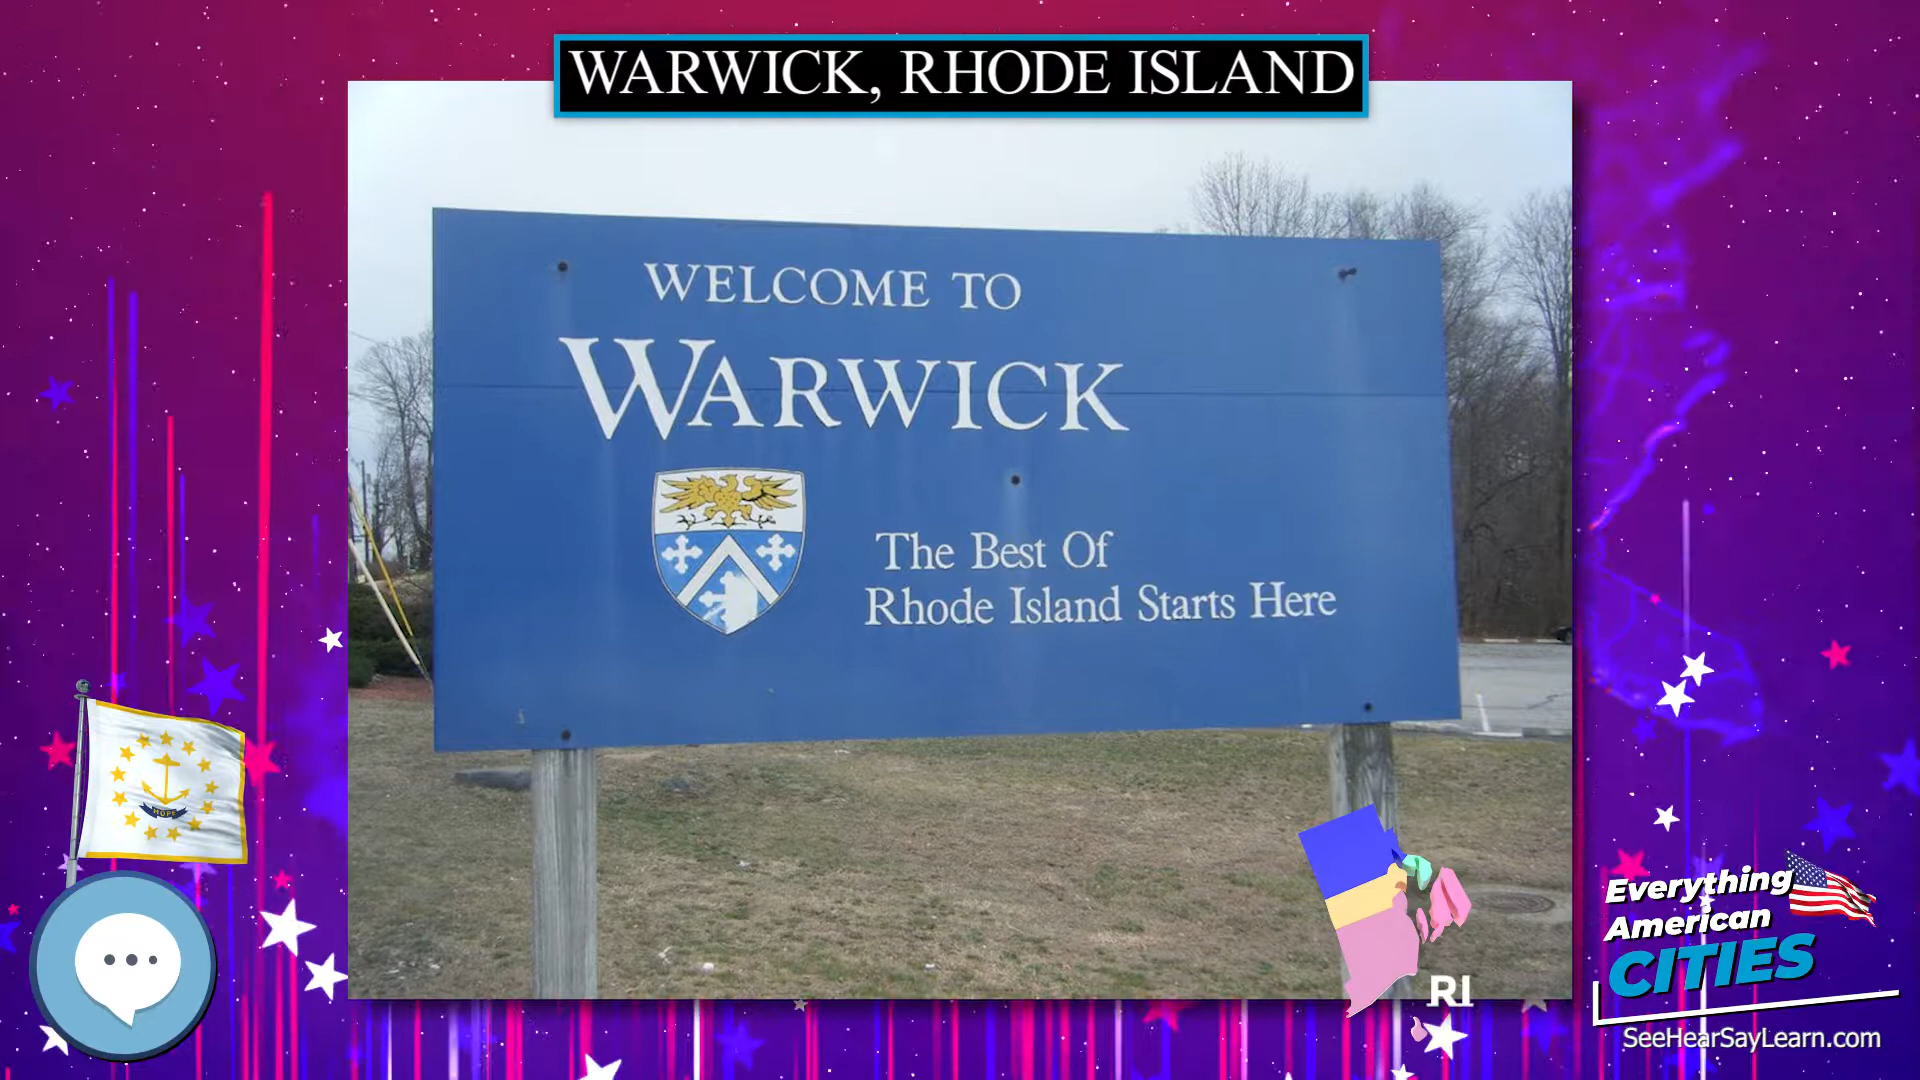 WARWICK, RHODE ISLAND
WELCOME TO
WARWICK
The Best Of
Rhode Island Starts Here
HOPE
RI
Everything
American
CITIES
SeeHearSayLearn.com